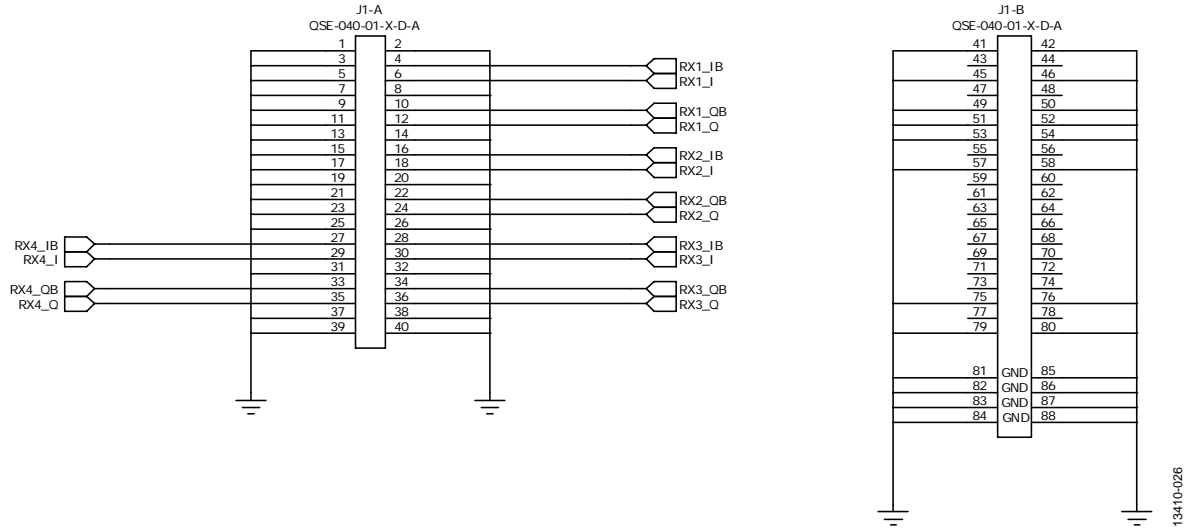 J1-A
QSE-040-01-X-D-A
1 2
3 4
5 6
7 8
9 10
11 12
13 14
15 16
17 18
19 20
21 22
23 24
25 26
27 28
29 30
31 32
33 34
35 36
37 38
39 40
RX1_IB
RX1_I
RX1_QB
RX1_Q
RX2_IB
RX2_I
RX2_QB
RX2_Q
RX3_IB
RX3_I
RX3_QB
RX3_Q
RX4_IB
RX4_I
RX4_QB
RX4_Q
J1-B
QSE-040-01-X-D-A
41 42
43 44
45 46
47 48
49 50
51 52
53 54
55 56
57 58
59 60
61 62
63 64
65 66
67 68
69 70
71 72
73 74
75 76
77 78
79 80
81 GND 85
82 GND 86
83 GND 87
84 GND 88
13410-026